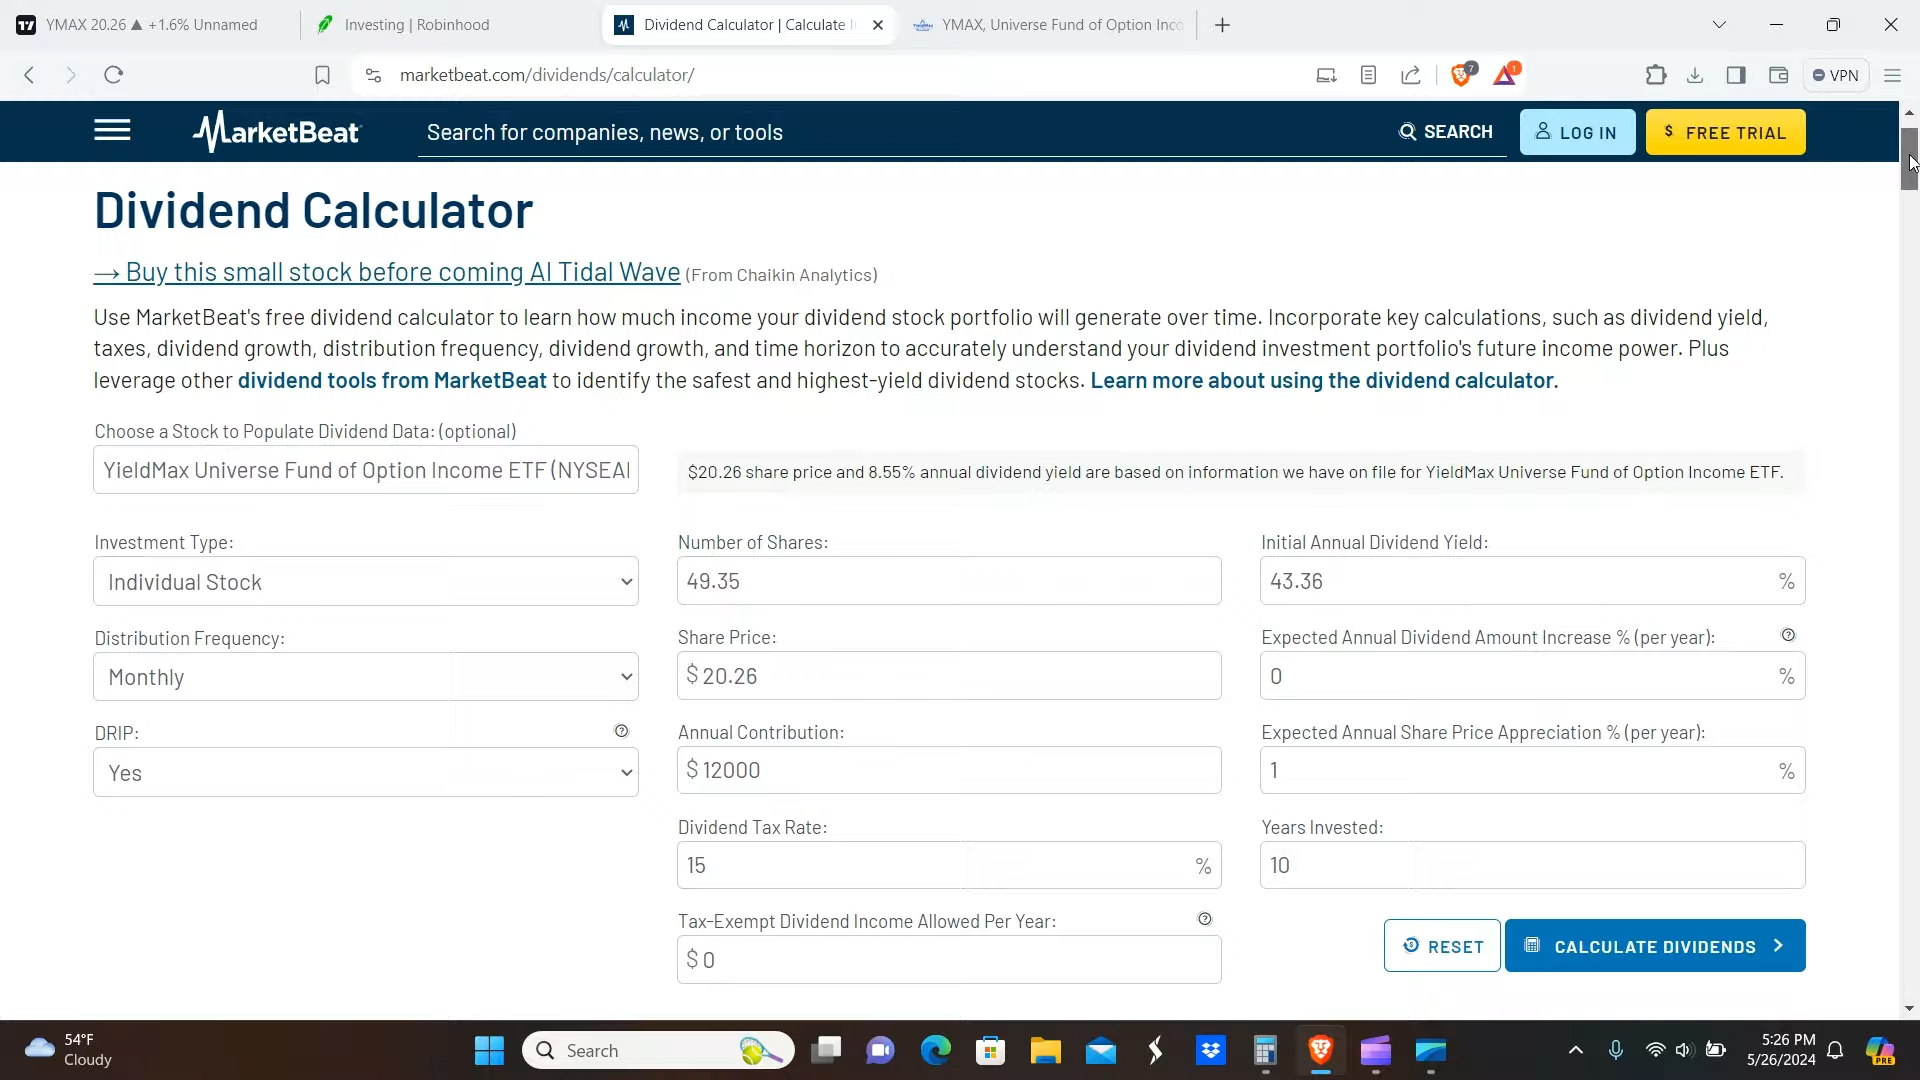 YMAX 20.26 ▲ +1.6% Unnamed
Investing | Robinhood
Dividend Calculator | Calculate I
YMAX, Universe Fund of Option Inco
marketbeat.com/dividends/calculator/
7
1
VPN
MarketBeat
Search for companies, news, or tools
SEARCH
LOG IN
$ FREE TRIAL
Dividend Calculator
→ Buy this small stock before coming AI Tidal Wave (From Chaikin Analytics)
Use MarketBeat's free dividend calculator to learn how much income your dividend stock portfolio will generate over time. Incorporate key calculations, such as dividend yield,
taxes, dividend growth, distribution frequency, dividend growth, and time horizon to accurately understand your dividend investment portfolio's future income power. Plus
leverage other dividend tools from MarketBeat to identify the safest and highest-yield dividend stocks. Learn more about using the dividend calculator.
Choose a Stock to Populate Dividend Data: (optional)
YieldMax Universe Fund of Option Income ETF (NYSEAI
$20.26 share price and 8.55% annual dividend yield are based on information we have on file for YieldMax Universe Fund of Option Income ETF.
Investment Type:
Individual Stock
Number of Shares:
49.35
Initial Annual Dividend Yield:
43.36 %
Distribution Frequency:
Monthly
Share Price:
$ 20.26
Expected Annual Dividend Amount Increase % (per year):
0 %
DRIP:
Yes
Annual Contribution:
$ 12000
Expected Annual Share Price Appreciation % (per year):
1 %
Dividend Tax Rate:
15 %
Years Invested:
10
Tax-Exempt Dividend Income Allowed Per Year:
$ 0
RESET
CALCULATE DIVIDENDS
54°F
Cloudy
Search
5:26 PM
5/26/2024
PRE